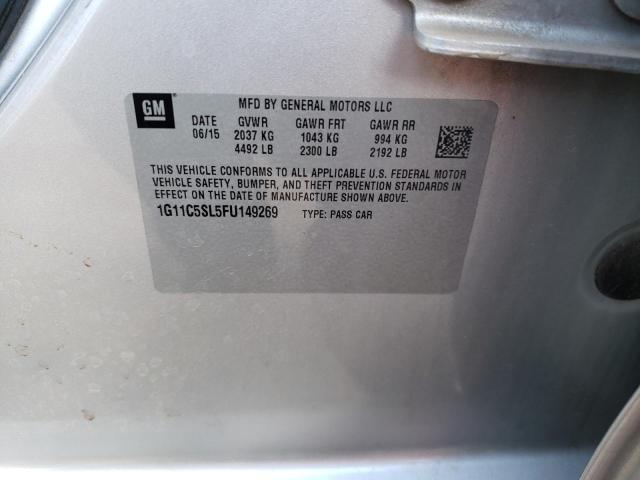 GM
MFD BY GENERAL MOTORS LLC
DATE GVWR GAWR FRT GAWR RR
06/15 2037 KG 1043 KG 994 KG
4492 LB 2300 LB 2192 LB
THIS VEHICLE CONFORMS TO ALL APPLICABLE U.S. FEDERAL MOTOR
VEHICLE SAFETY, BUMPER, AND THEFT PREVENTION STANDARDS IN
EFFECT ON THE DATE OF MANUFACTURE SHOWN ABOVE.
1G11C5SL5FU149269 TYPE: PASS CAR